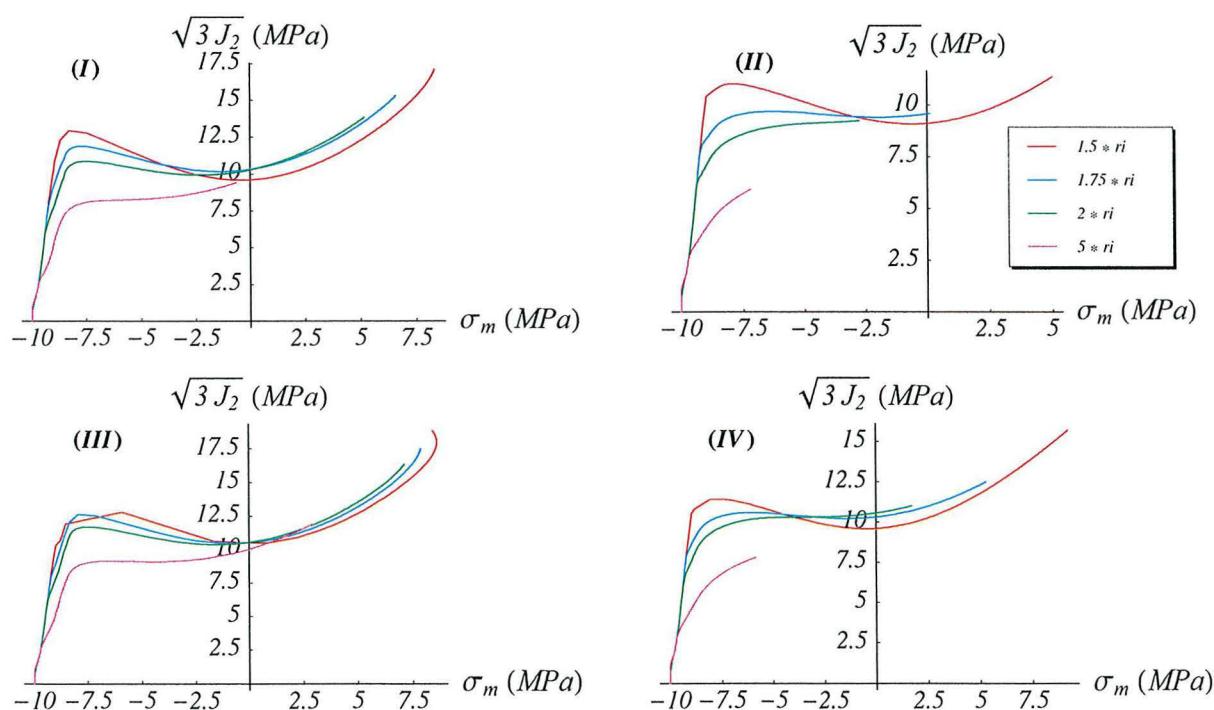 √3 J₂ (MPa)
(I)
17.5
15
12.5
10
7.5
5
2.5
−10 −7.5 −5 −2.5 2.5 5 7.5
σm (MPa)
√3 J₂ (MPa)
(II)
10
7.5
5
2.5
−10 −7.5 −5 −2.5 2.5 5
σm (MPa)
1.5 * ri
1.75 * ri
2 * ri
5 * ri
√3 J₂ (MPa)
(III)
17.5
15
12.5
10
7.5
5
2.5
−10 −7.5 −5 −2.5 2.5 5 7.5
σm (MPa)
√3 J₂ (MPa)
(IV)
15
12.5
10
7.5
5
2.5
−10 −7.5 −5 −2.5 2.5 5 7.5
σm (MPa)